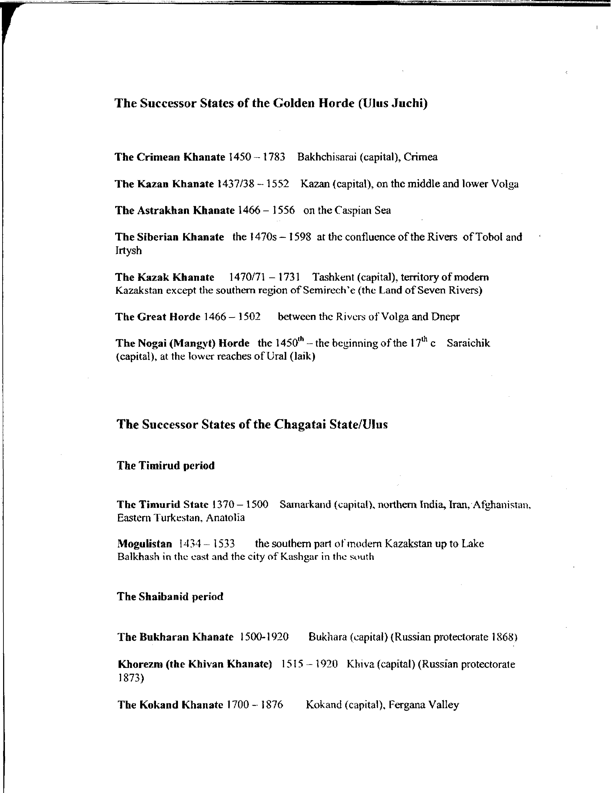 The Successor States of the Golden Horde (Ulus Juchi)
The Crimean Khanate 1450 – 1783 Bakhchisarai (capital), Crimea
The Kazan Khanate 1437/38 – 1552 Kazan (capital), on the middle and lower Volga
The Astrakhan Khanate 1466 – 1556 on the Caspian Sea
The Siberian Khanate the 1470s – 1598 at the confluence of the Rivers of Tobol and
Irtysh
The Kazak Khanate 1470/71 – 1731 Tashkent (capital), territory of modern
Kazakstan except the southern region of Semirech'e (the Land of Seven Rivers)
The Great Horde 1466 – 1502 between the Rivers of Volga and Dnepr
The Nogai (Mangyt) Horde the 1450th – the beginning of the 17th c Saraichik
(capital), at the lower reaches of Ural (Iaik)
The Successor States of the Chagatai State/Ulus
The Timirud period
The Timurid State 1370 – 1500 Samarkand (capital), northern India, Iran, Afghanistan,
Eastern Turkestan, Anatolia
Mogulistan 1434 – 1533 the southern part of modern Kazakstan up to Lake
Balkhash in the east and the city of Kashgar in the south
The Shaibanid period
The Bukharan Khanate 1500-1920 Bukhara (capital) (Russian protectorate 1868)
Khorezm (the Khivan Khanate) 1515 – 1920 Khiva (capital) (Russian protectorate
1873)
The Kokand Khanate 1700 – 1876 Kokand (capital), Fergana Valley